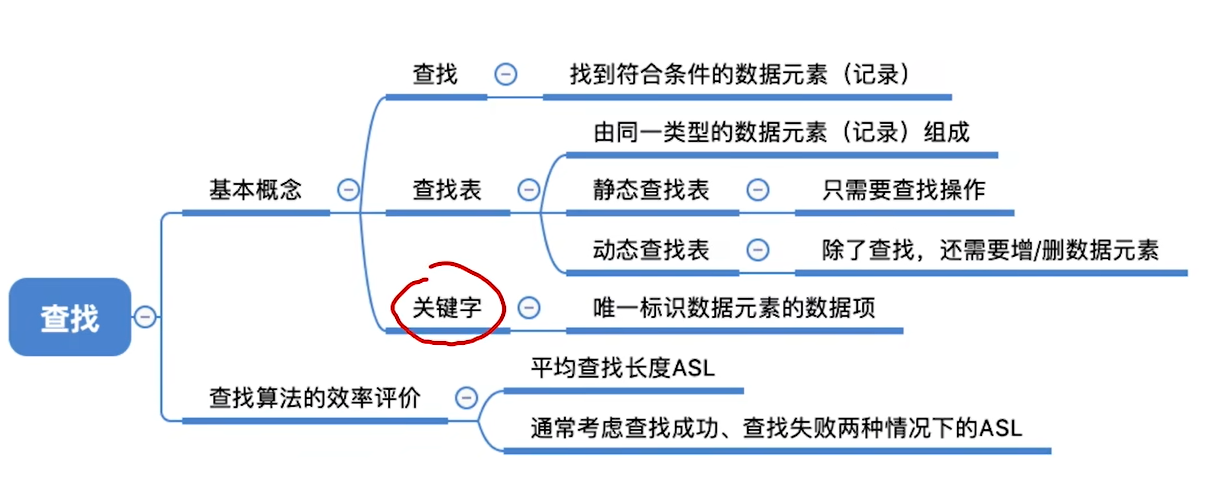 查找
基本概念
查找
找到符合条件的数据元素（记录）
查找表
由同一类型的数据元素（记录）组成
静态查找表
只需要查找操作
动态查找表
除了查找，还需要增/删数据元素
关键字
唯一标识数据元素的数据项
查找算法的效率评价
平均查找长度ASL
通常考虑查找成功、查找失败两种情况下的ASL